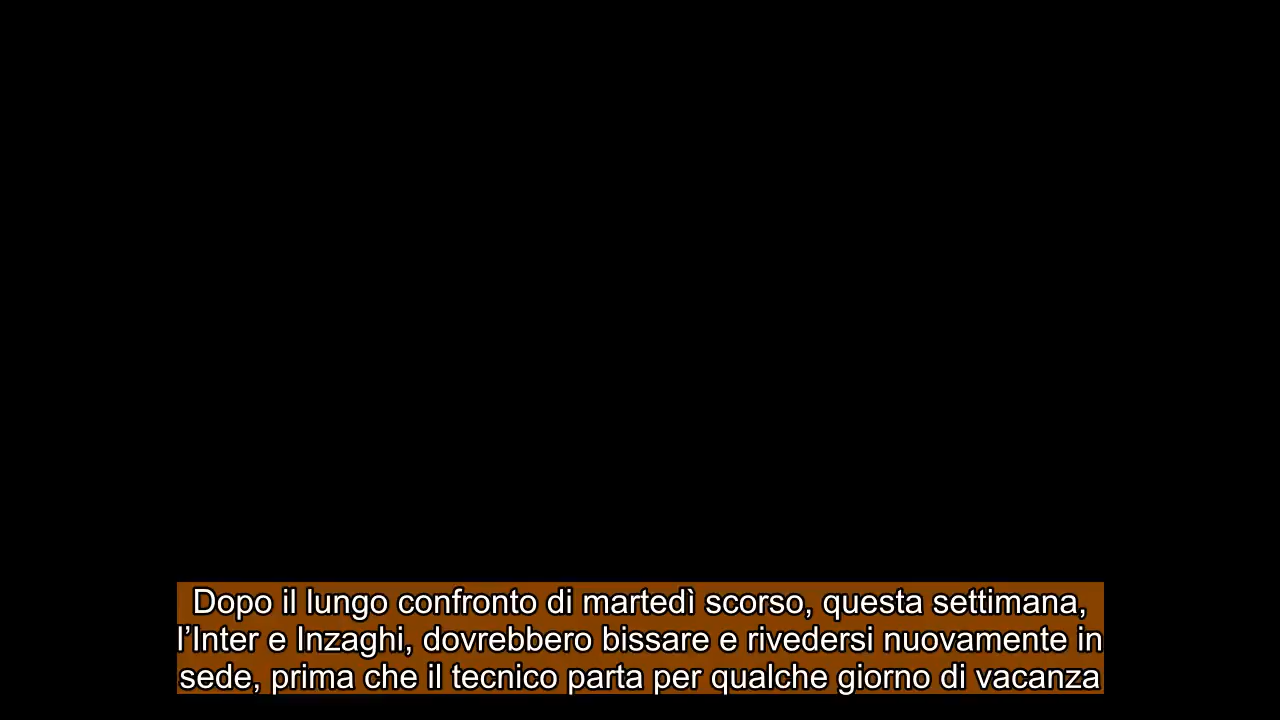 Dopo il lungo confronto di martedì scorso, questa settimana,
l’Inter e Inzaghi, dovrebbero bissare e rivedersi nuovamente in
sede, prima che il tecnico parta per qualche giorno di vacanza